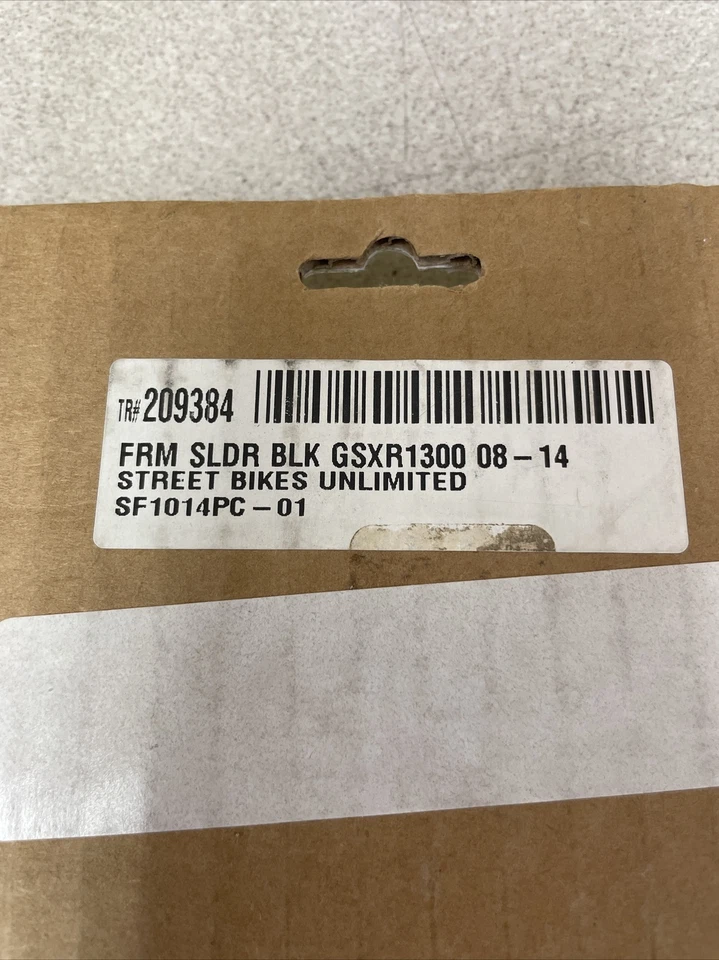 TR# 209384
FRM SLDR BLK GSXR1300 08-14
STREET BIKES UNLIMITED
SF1014PC-01